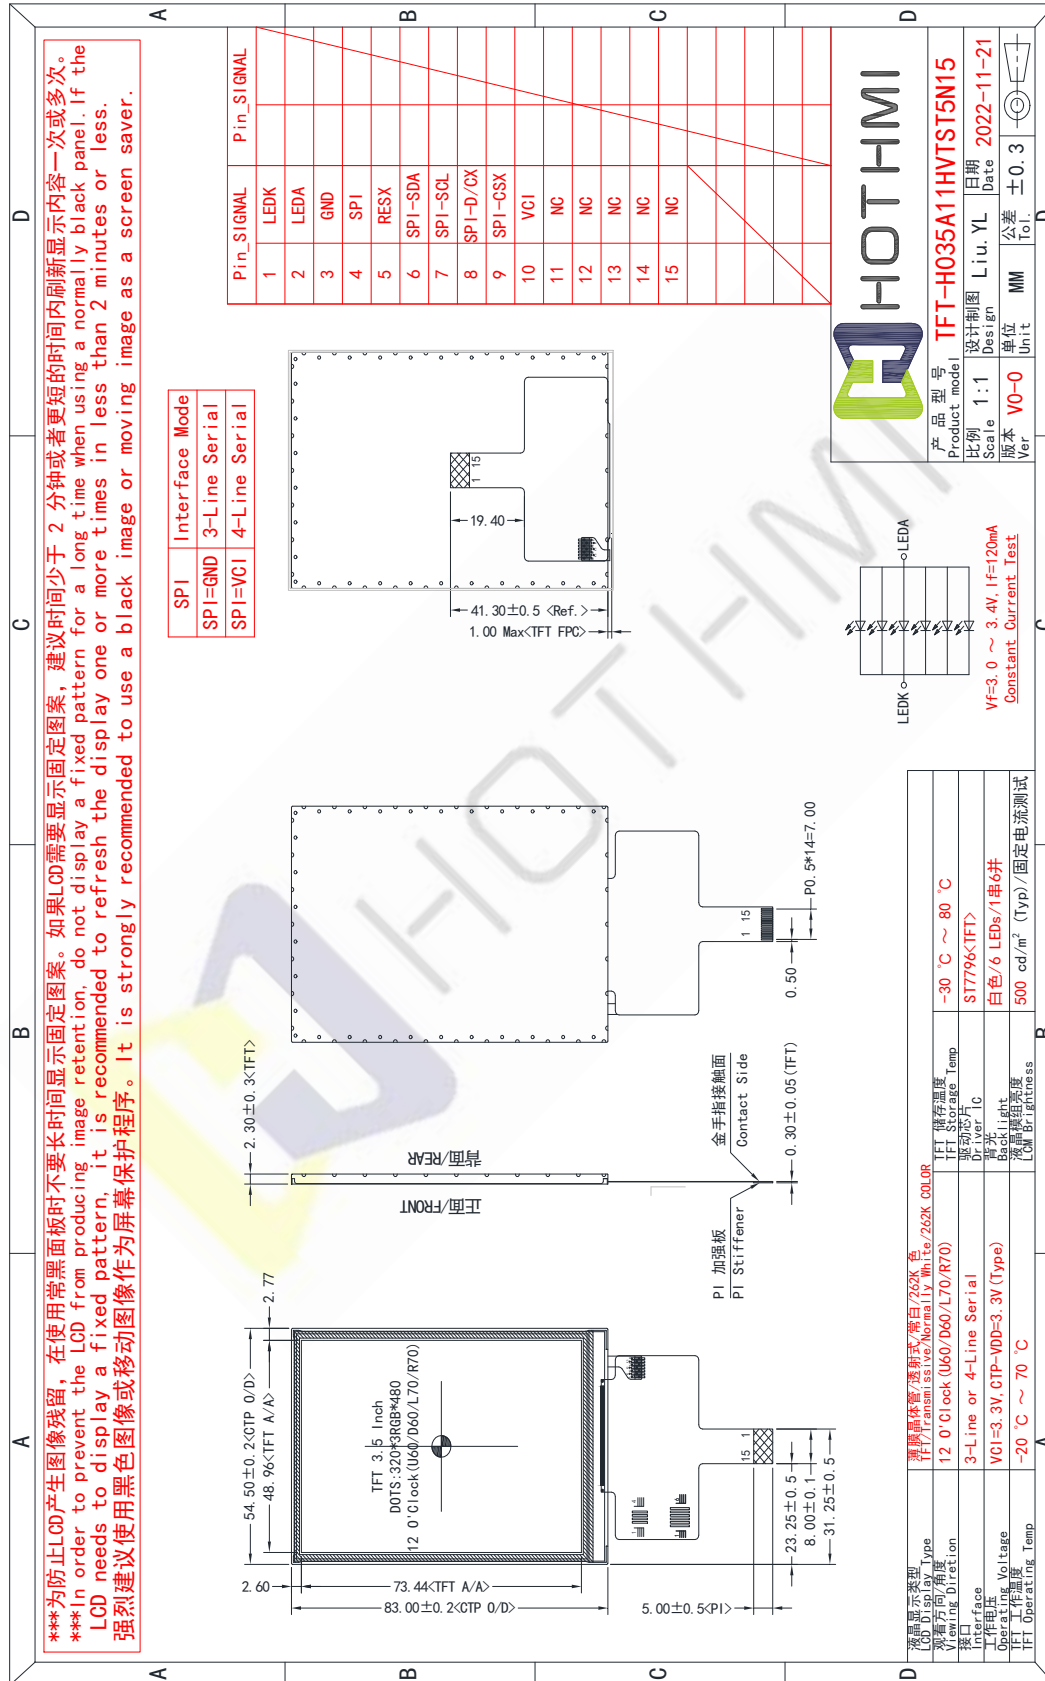 ***为防止LCD产生图像残留，在使用常黑面板时不要长时间显示固定图案。如果LCD需要显示固定图案，建议时间少于 2 分钟或者更短的时间内刷新显示内容一次或多次。
***In order to prevent the LCD from producing image retention, do not display a fixed pattern for a long time when using a normally black panel. If the
LCD needs to display a fixed pattern, it is recommended to refresh the display one or more times in less than 2 minutes or less.
强烈建议使用黑色图像或移动图像作为屏幕保护程序。It is strongly recommended to use a black image or moving image as a screen saver.
A
B
C
D
A
B
C
D
A
B
C
D
A
B
C
D
54.50±0.2<CTP O/D>
48.96<TFT A/A>
2.77
2.60
73.44<TFT A/A>
83.00±0.2<CTP O/D>
TFT 3.5 Inch
DOTS:320*3RGB*480
12 O'Clock(U60/D60/L70/R70)
15 1
5.00±0.5<PI>
23.25±0.5
8.00±0.1
31.25±0.5
2.30±0.3<TFT>
正面/FRONT
背面/REAR
PI 加强板
PI Stiffener
金手指接触面
Contact Side
0.30±0.05(TFT)
1 15
0.50
P0.5*14=7.00
SPI Interface Mode
SPI=GND 3-Line Serial
SPI=VCI 4-Line Serial
1 15
19.40
41.30±0.5 <Ref.>
1.00 Max<TFT FPC>
Pin_SIGNAL Pin_SIGNAL
1 LEDK
2 LEDA
3 GND
4 SPI
5 RESX
6 SPI-SDA
7 SPI-SCL
8 SPI-D/CX
9 SPI-CSX
10 VCI
11 NC
12 NC
13 NC
14 NC
15 NC
LEDK
LEDA
Vf=3.0 ～ 3.4V,If=120mA
Constant Current Test
液晶显示类型
LCD Display Type
薄膜晶体管/透射式/常白/262K 色
TFT/Transmissive/Normally White/262K COLOR
观看方向/角度
Viewing Diretion
12 O'Clock(U60/D60/L70/R70)
接口
Interface
3-Line or 4-Line Serial
工作电压
Operating Voltage
VCI=3.3V,CTP-VDD=3.3V(Type)
TFT 工作温度
TFT Operating Temp
-20 ℃ ～ 70 ℃
TFT 储存温度
TFT Storage Temp
-30 ℃ ～ 80 ℃
驱动芯片
Driver IC
ST7796<TFT>
背光
Backlight
白色/6 LEDs/1串6并
液晶模组亮度
LCM Brightness
500 cd/m² (Typ)/固定电流测试
HOTHMI
产 品 型 号
Product model
TFT-H035A11HVTST5N15
比例
Scale
1:1
设计制图
Design
Liu.YL
日期
Date
2022-11-21
版本
Ver
V0-0
单位
Unit
MM
公差
Tol.
±0.3
HOTHMI